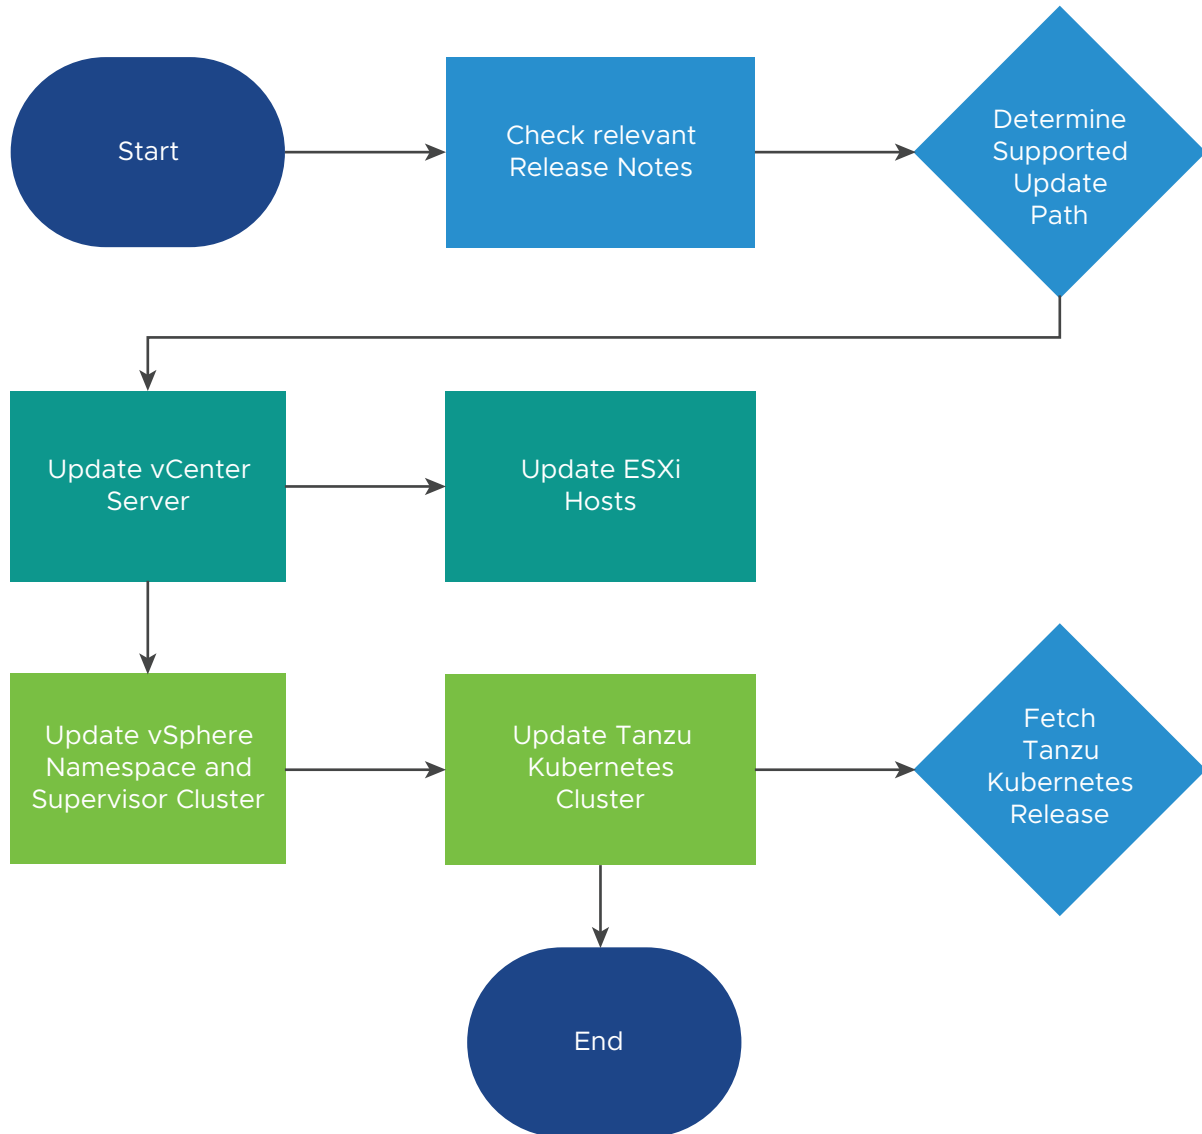 Start
Check relevant
Release Notes
Determine
Supported
Update
Path
Update vCenter
Server
Update ESXi
Hosts
Update vSphere
Namespace and
Supervisor Cluster
Update Tanzu
Kubernetes
Cluster
Fetch
Tanzu
Kubernetes
Release
End